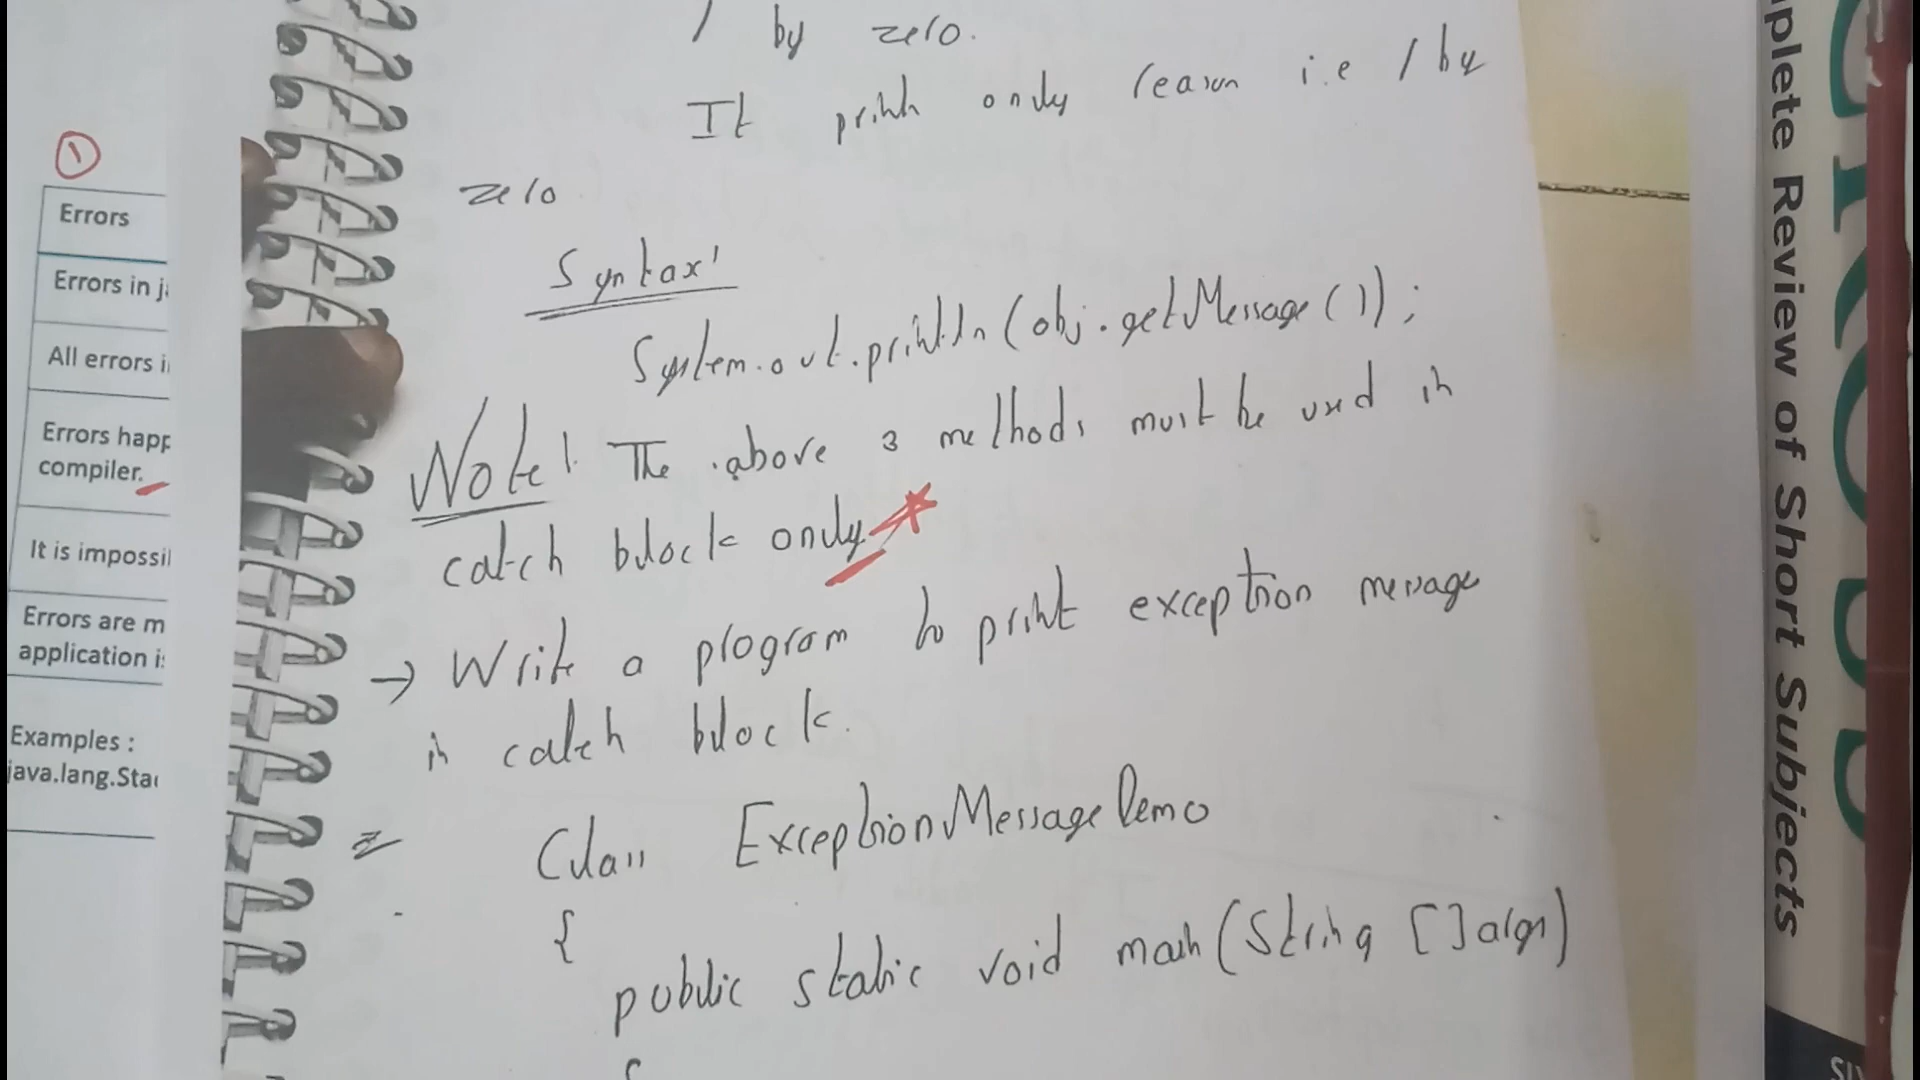 / by zero.
It print only reason i.e / by
zero
Syntax:
System.out.println(obj.getMessage());
Note: The above 3 methods must be used in
catch block only
→ Write a program to print exception message
in catch block.
Class ExceptionMessageDemo
{
public static void main(String []args)
{
1
Errors
Errors in j
All errors i
Errors happ
compiler.
It is impossil
Errors are m
application i
Examples :
java.lang.Sta
plete Review of Short Subjects